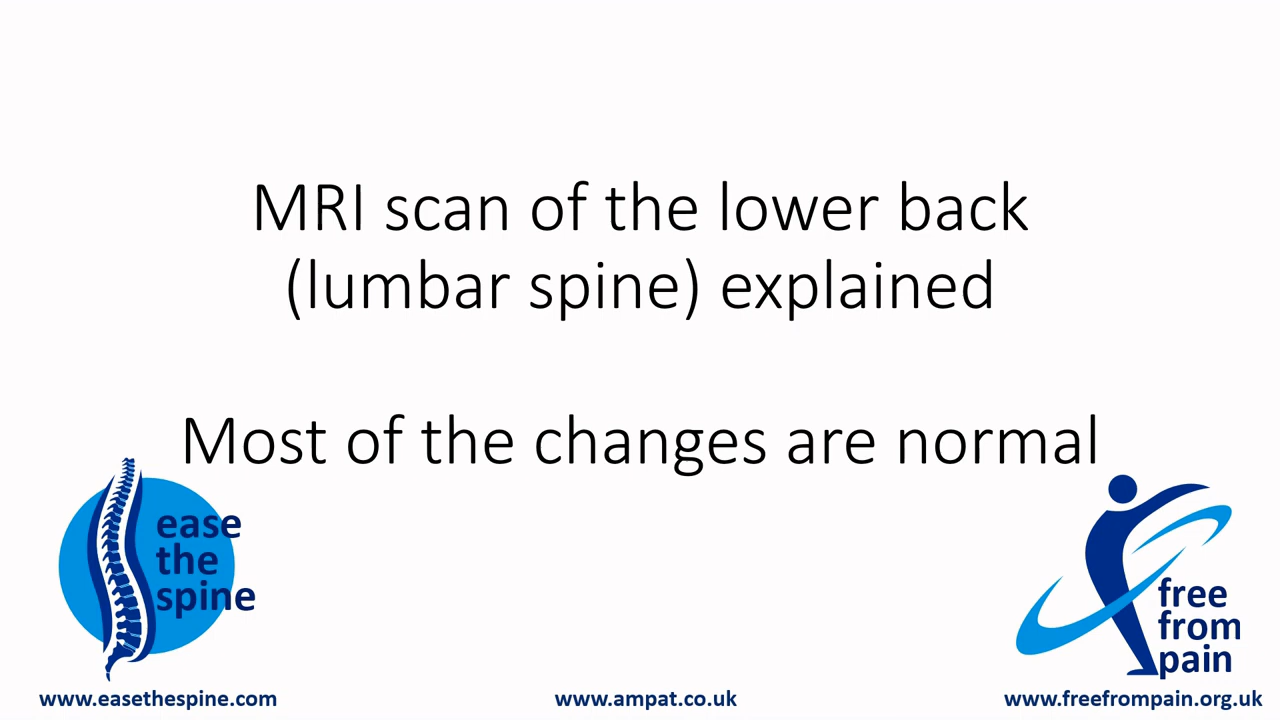 MRI scan of the lower back
(lumbar spine) explained
Most of the changes are normal
ease
the
spine
free
from
pain
www.easethespine.com
www.ampat.co.uk
www.freefrompain.org.uk